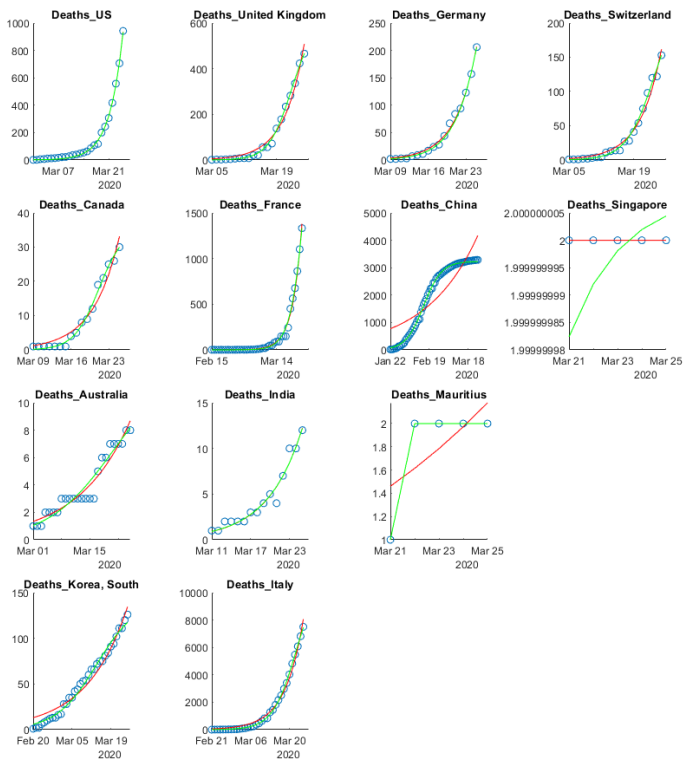 Deaths_US
1000
800
600
400
200
0
Mar 07
Mar 21
2020
Deaths_United Kingdom
600
400
200
0
Mar 05
Mar 19
2020
Deaths_Germany
250
200
150
100
50
0
Mar 09
Mar 16
Mar 23
2020
Deaths_Switzerland
200
150
100
50
0
Mar 05
Mar 19
2020
Deaths_Canada
40
30
20
10
0
Mar 09
Mar 16
Mar 23
2020
Deaths_France
1500
1000
500
0
Feb 15
Mar 14
2020
Deaths_China
5000
4000
3000
2000
1000
0
Jan 22
Feb 19
Mar 18
2020
Deaths_Singapore
2.000000005
2
1.999999995
1.99999999
1.999999985
1.99999998
Mar 21
Mar 23
Mar 25
2020
Deaths_Australia
10
8
6
4
2
0
Mar 01
Mar 15
2020
Deaths_India
15
10
5
0
Mar 11
Mar 17
Mar 23
2020
Deaths_Mauritius
2
1.8
1.6
1.4
1.2
1
Mar 21
Mar 23
Mar 25
2020
Deaths_Korea, South
150
100
50
0
Feb 20
Mar 05
Mar 19
2020
Deaths_Italy
10000
8000
6000
4000
2000
0
Feb 21
Mar 06
Mar 20
2020